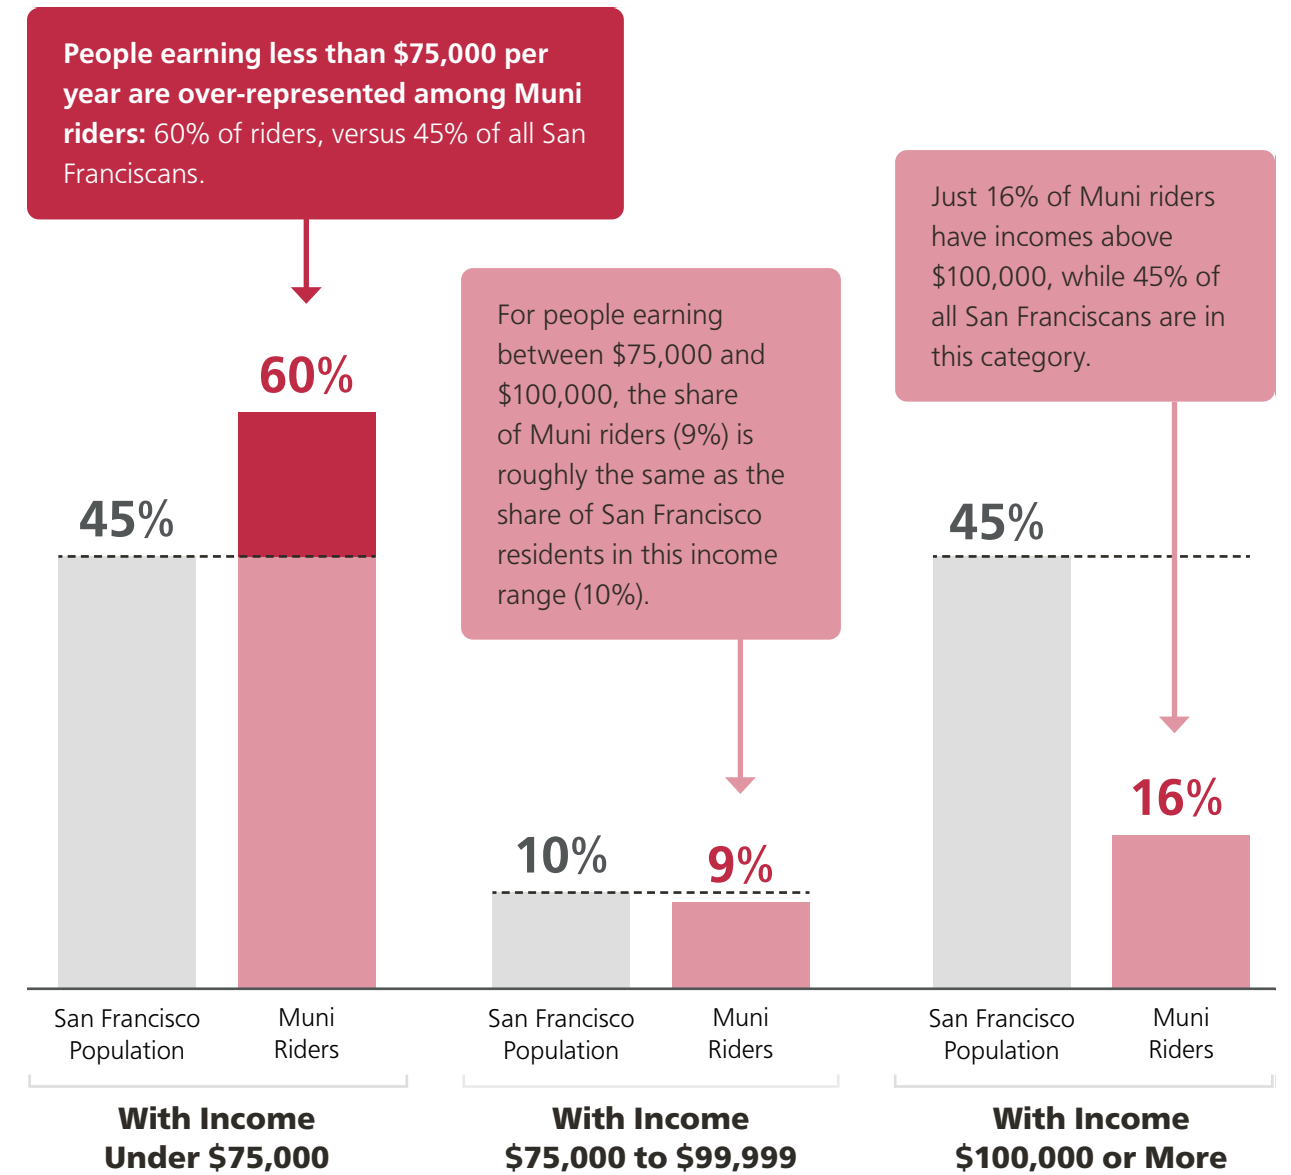 People earning less than $75,000 per
year are over-represented among Muni
riders: 60% of riders, versus 45% of all San
Franciscans.
Just 16% of Muni riders
have incomes above
$100,000, while 45% of
all San Franciscans are in
this category.
For people earning
between $75,000 and
$100,000, the share
of Muni riders (9%) is
roughly the same as the
share of San Francisco
residents in this income
range (10%).
45%
60%
10%
9%
45%
16%
San Francisco
Population
Muni
Riders
San Francisco
Population
Muni
Riders
San Francisco
Population
Muni
Riders
With Income
Under $75,000
With Income
$75,000 to $99,999
With Income
$100,000 or More